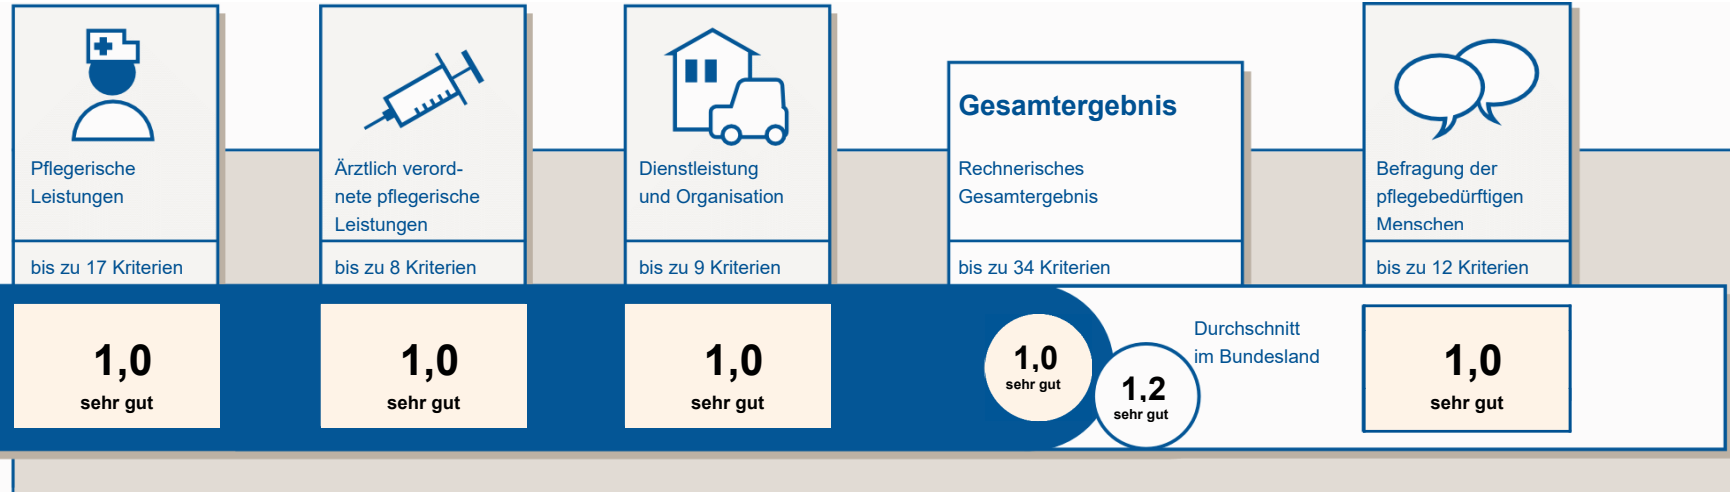 Pflegerische
Leistungen
bis zu 17 Kriterien
1,0
sehr gut
Ärztlich verord-
nete pflegerische
Leistungen
bis zu 8 Kriterien
1,0
sehr gut
Dienstleistung
und Organisation
bis zu 9 Kriterien
1,0
sehr gut
Gesamtergebnis
Rechnerisches
Gesamtergebnis
bis zu 34 Kriterien
1,0
sehr gut
1,2
sehr gut
Durchschnitt
im Bundesland
Befragung der
pflegebedürftigen
Menschen
bis zu 12 Kriterien
1,0
sehr gut